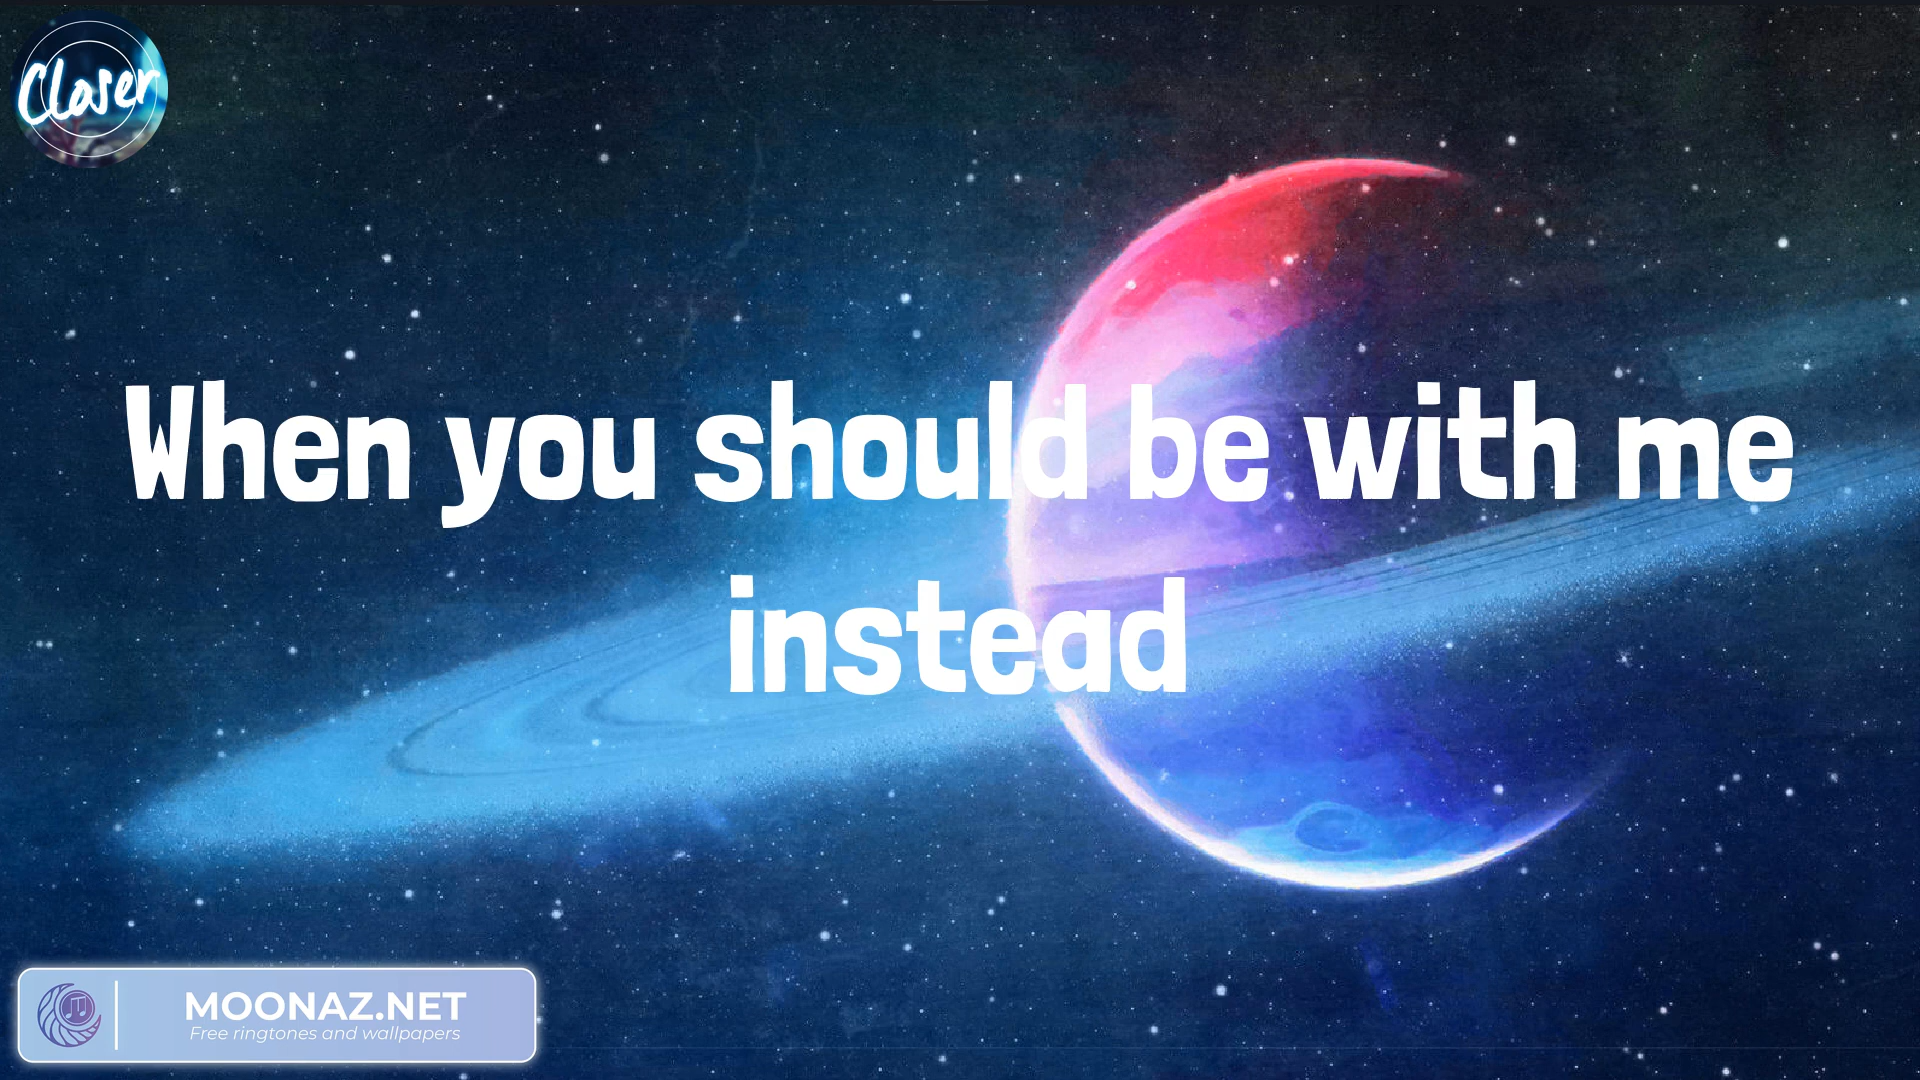 Closer
When you should be with me
instead
MOONAZ.NET
Free ringtones and wallpapers